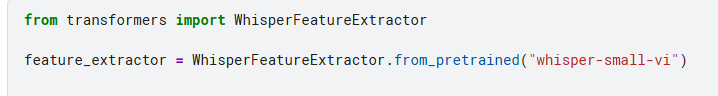 from transformers import WhisperFeatureExtractor
feature_extractor = WhisperFeatureExtractor.from_pretrained("whisper-small-vi")